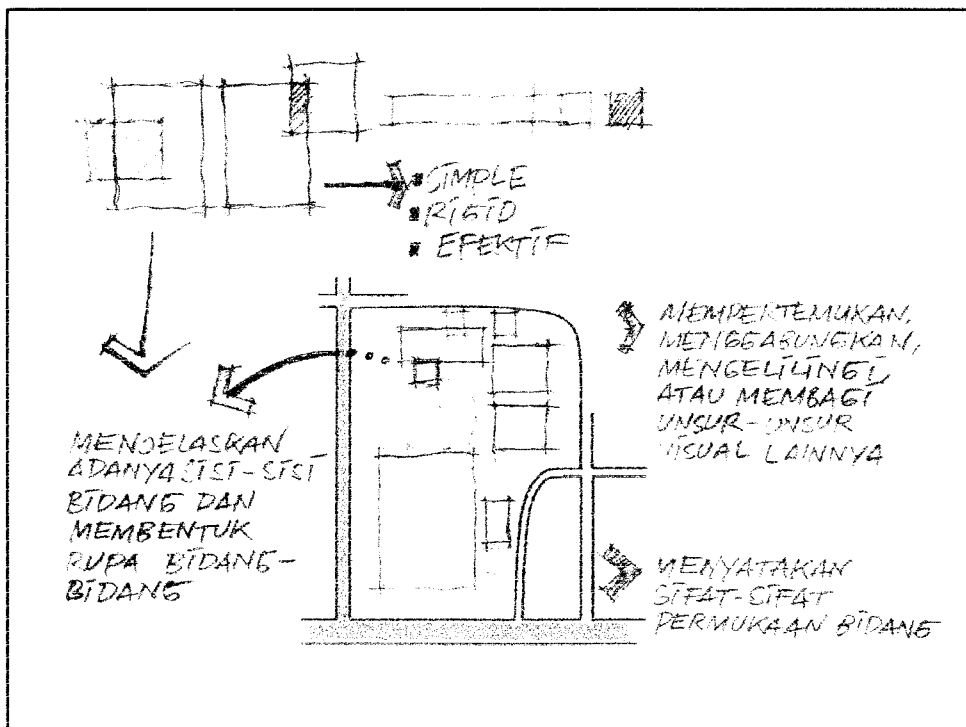 SIMPLE
RIGID
EFEKTIF
MEMPERTEMUKAN,
MENGGABUNGKAN,
MENGELILINGI,
ATAU MEMBAGI
UNSUR-UNSUR
VISUAL LAINNYA
MENJELASKAN
ADANYA SISI-SISI
BIDANG DAN
MEMBENTUK
RUPA BIDANG-
BIDANG
MENYATAKAN
SIFAT-SIFAT
PERMUKAAN BIDANG